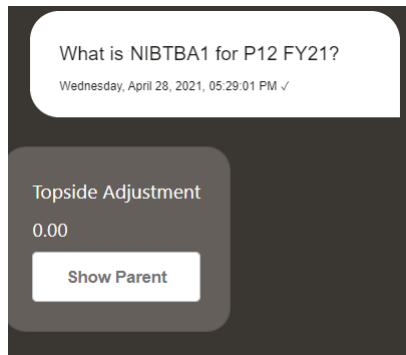 What is NIBTBA1 for P12 FY21?
Wednesday, April 28, 2021, 05:29:01 PM ✓
Topside Adjustment
0.00
Show Parent